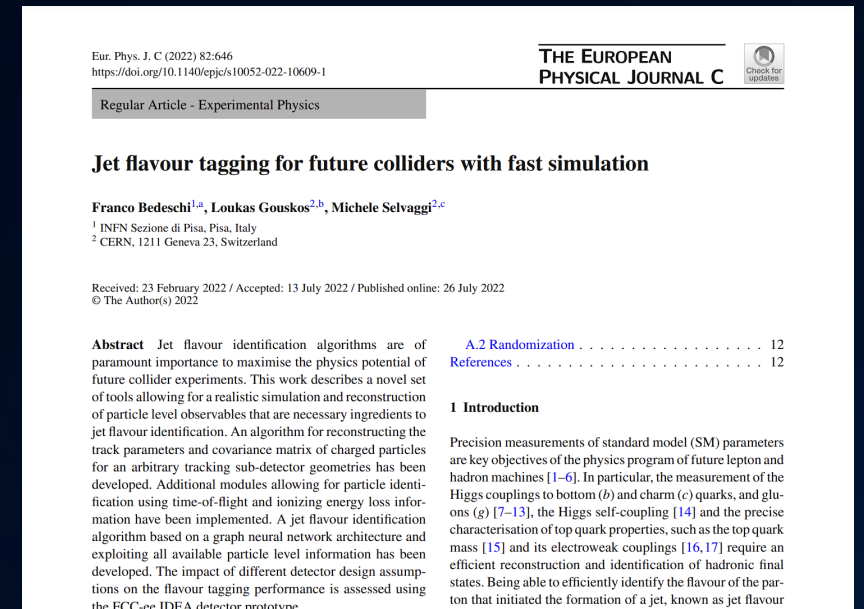 Eur. Phys. J. C (2022) 82:646
https://doi.org/10.1140/epjc/s10052-022-10609-1
THE EUROPEAN
PHYSICAL JOURNAL C
Check for
updates
Regular Article - Experimental Physics
Jet flavour tagging for future colliders with fast simulation
Franco Bedeschi1,a, Loukas Gouskos2,b, Michele Selvaggi2,c
1 INFN Sezione di Pisa, Pisa, Italy
2 CERN, 1211 Geneva 23, Switzerland
Received: 23 February 2022 / Accepted: 13 July 2022 / Published online: 26 July 2022
© The Author(s) 2022
Abstract Jet flavour identification algorithms are of
paramount importance to maximise the physics potential of
future collider experiments. This work describes a novel set
of tools allowing for a realistic simulation and reconstruction
of particle level observables that are necessary ingredients to
jet flavour identification. An algorithm for reconstructing the
track parameters and covariance matrix of charged particles
for an arbitrary tracking sub-detector geometries has been
developed. Additional modules allowing for particle identi-
fication using time-of-flight and ionizing energy loss infor-
mation have been implemented. A jet flavour identification
algorithm based on a graph neural network architecture and
exploiting all available particle level information has been
developed. The impact of different detector design assump-
tions on the flavour tagging performance is assessed using
the FCC-ee IDEA detector prototype.
A.2 Randomization . . . . . . . . . . . . . . . . . . 12
References . . . . . . . . . . . . . . . . . . . . . . . . 12
1 Introduction
Precision measurements of standard model (SM) parameters
are key objectives of the physics program of future lepton and
hadron machines [1–6]. In particular, the measurement of the
Higgs couplings to bottom (b) and charm (c) quarks, and glu-
ons (g) [7–13], the Higgs self-coupling [14] and the precise
characterisation of top quark properties, such as the top quark
mass [15] and its electroweak couplings [16,17] require an
efficient reconstruction and identification of hadronic final
states. Being able to efficiently identify the flavour of the par-
ton that initiated the formation of a jet, known as jet flavour